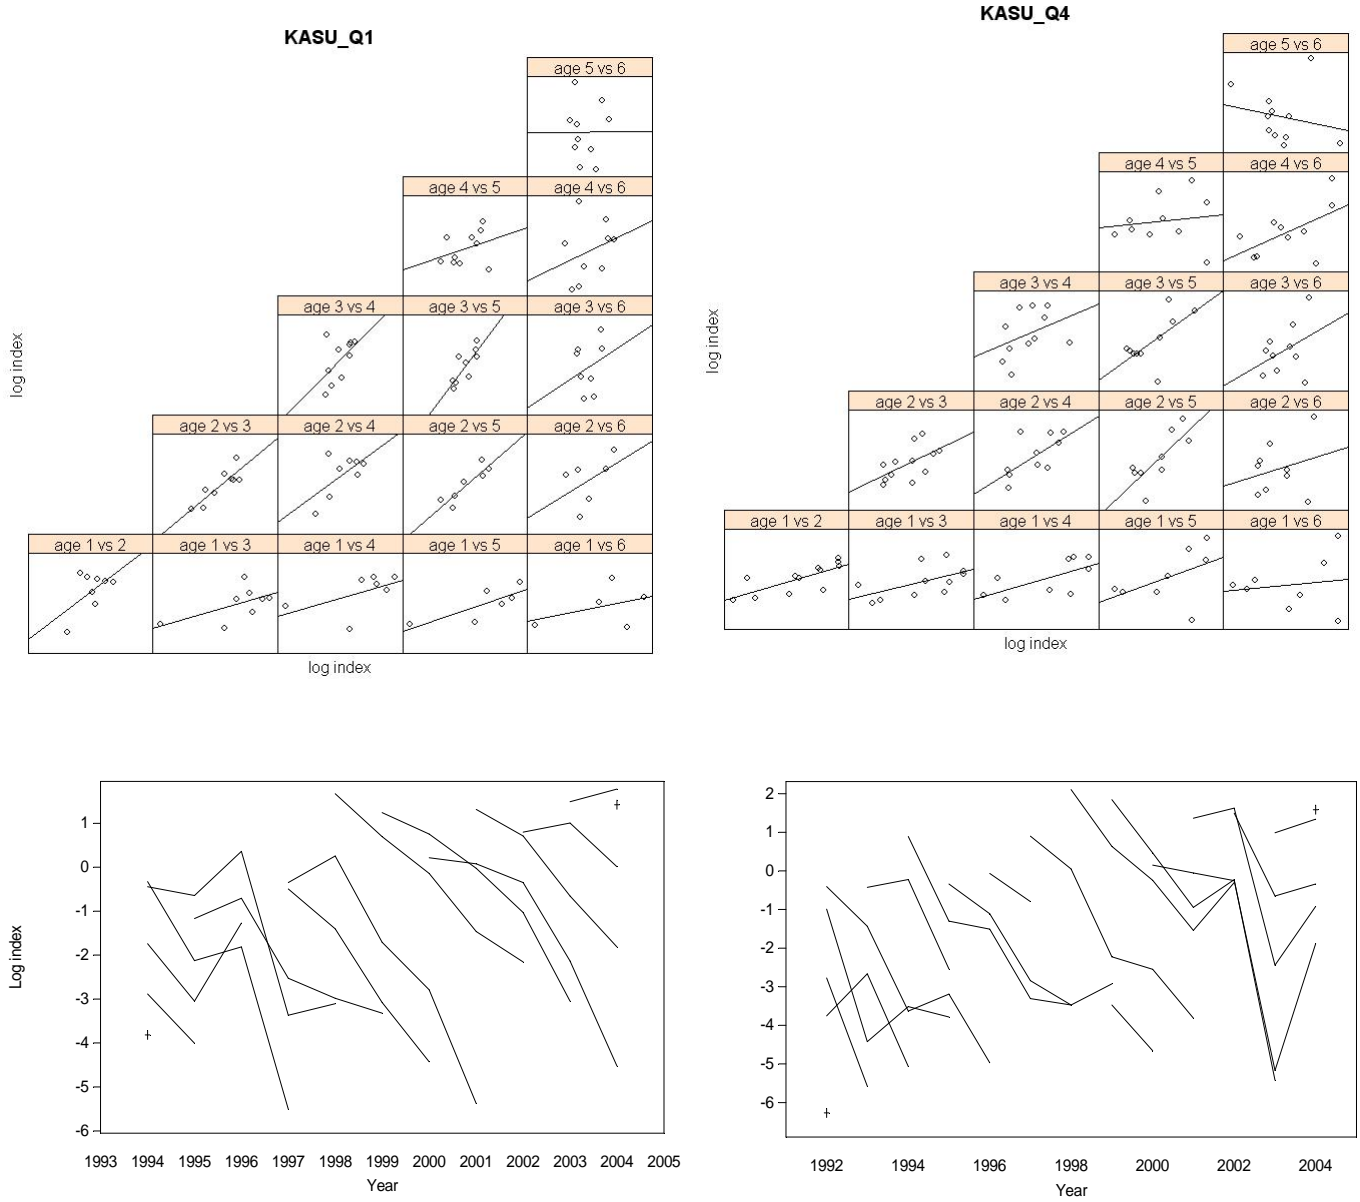 KASU_Q1
age 5 vs 6
age 4 vs 5 age 4 vs 6
age 3 vs 4 age 3 vs 5 age 3 vs 6
age 2 vs 3 age 2 vs 4 age 2 vs 5 age 2 vs 6
age 1 vs 2 age 1 vs 3 age 1 vs 4 age 1 vs 5 age 1 vs 6
log index
log index
KASU_Q4
age 5 vs 6
age 4 vs 5 age 4 vs 6
age 3 vs 4 age 3 vs 5 age 3 vs 6
age 2 vs 3 age 2 vs 4 age 2 vs 5 age 2 vs 6
age 1 vs 2 age 1 vs 3 age 1 vs 4 age 1 vs 5 age 1 vs 6
log index
log index
1
0
-1
-2
-3
-4
-5
-6
Log index
1993 1994 1995 1996 1997 1998 1999 2000 2001 2002 2003 2004 2005
Year
2
1
0
-1
-2
-3
-4
-5
-6
1992 1994 1996 1998 2000 2002 2004
Year